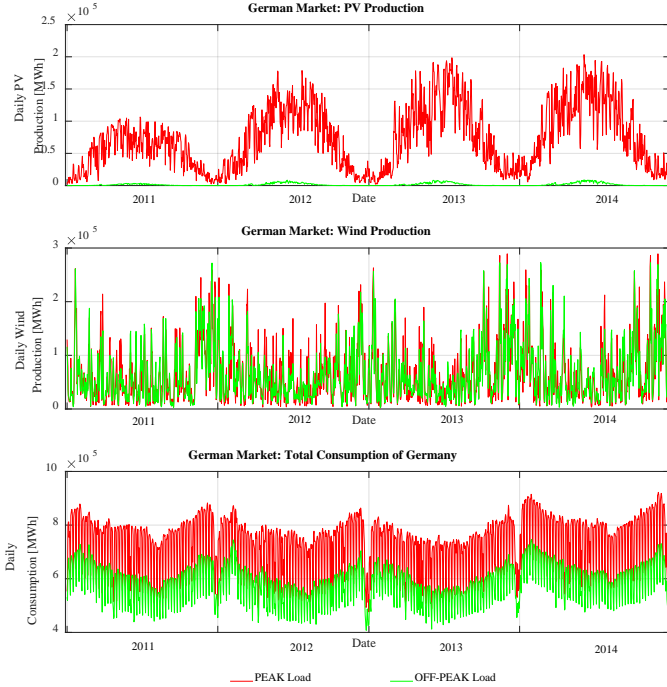 German Market: PV Production
× 10 5
2.5
2
1.5
1
0.5
0
Daily PV
Production [MWh]
2011
2012
Date
2013
2014
German Market: Wind Production
× 10 5
3
2
1
0
Daily Wind
Production [MWh]
2011
2012
Date
2013
2014
German Market: Total Consumption of Germany
× 10 5
10
8
6
4
Daily
Consumption [MWh]
2011
2012
Date
2013
2014
PEAK Load
OFF-PEAK Load